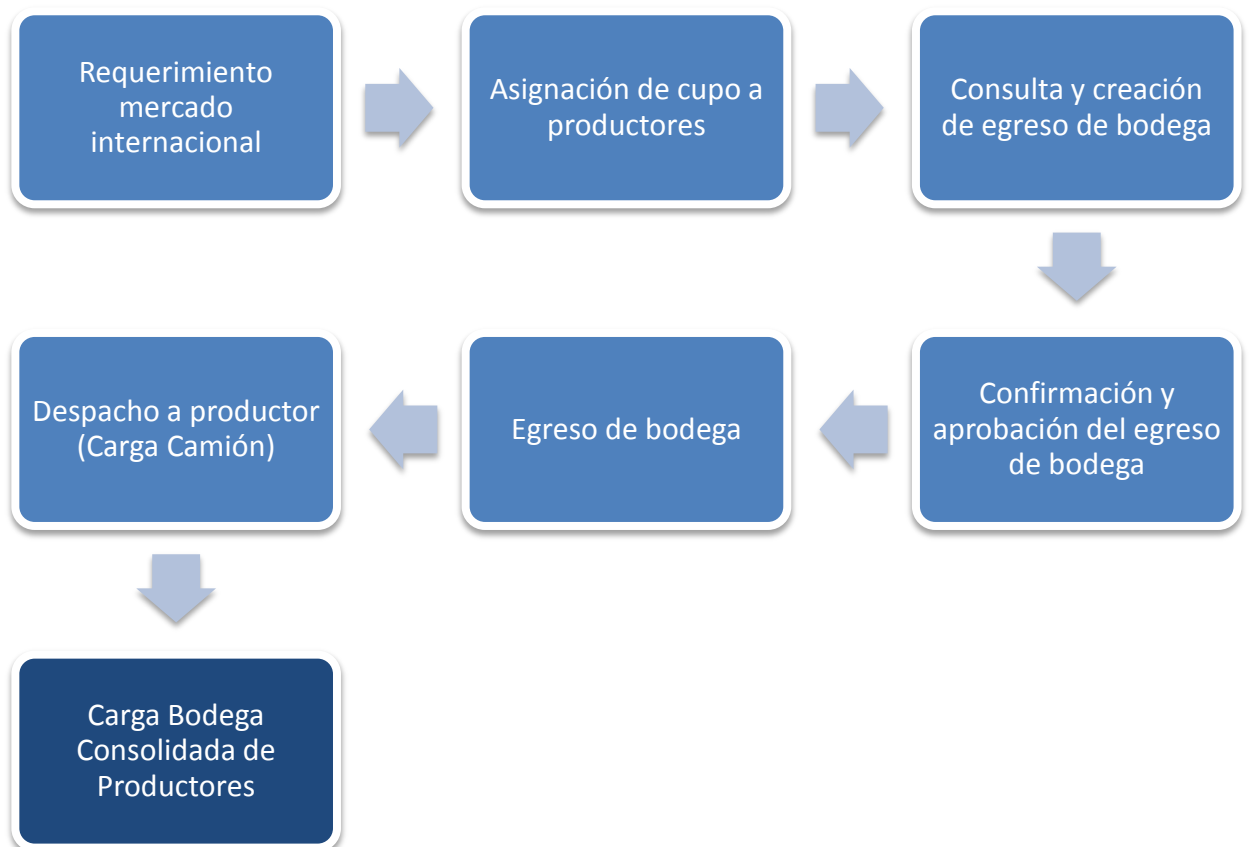 Requerimiento
mercado
internacional
Asignación de cupo a
productores
Consulta y creación
de egreso de bodega
Confirmación y
aprobación del egreso
de bodega
Egreso de bodega
Despacho a productor
(Carga Camión)
Carga Bodega
Consolidada de
Productores